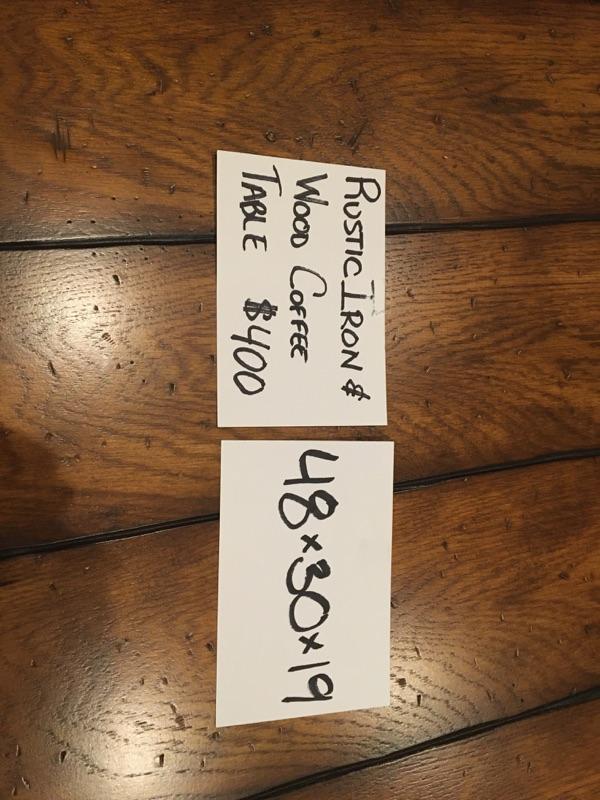 RUSTIC IRON &
WOOD COFFEE
TABLE $400
48x30x19